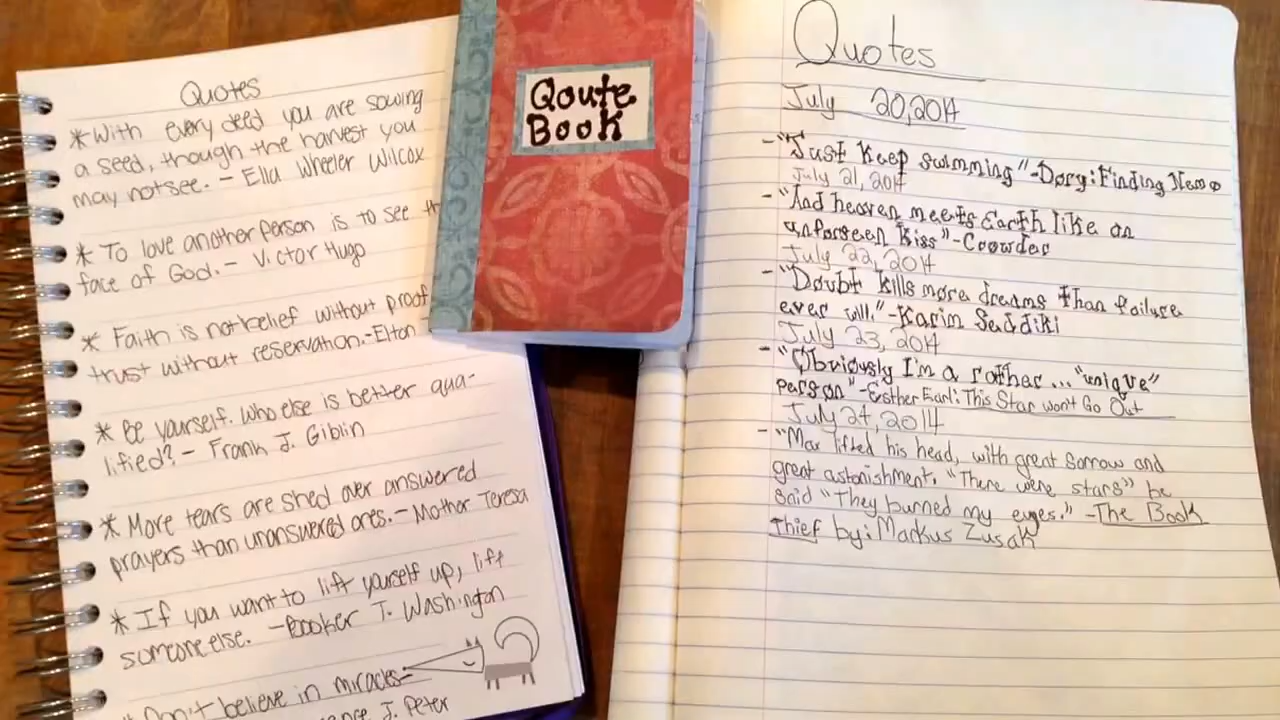 Quotes
*With every deed you are sowing
a seed, though the harvest you
may not see. - Ella Wheeler Wilcox
* To love another person is to see th
face of God. - Victor Hugo
* Faith is not belief without proof
trust without reservation.-Elton
* Be yourself. Who else is better qua-
lified? - Frank J. Giblin
* More tears are shed over answered
prayers than unanswered ones. - Mother Teresa
* If you want to lift yourself up, lift
someone else. -Booker T. Washington
* Don't believe in miracles-
J. Peter
Qoute
Book
Quotes
July 20, 2014
- "Just Keep swimming" -Dory: Finding Nemo
July 21, 2014
- "And heaven meets Earth like an
unforseen kiss" -Crowder
July 22, 2014
- "Doubt kills more dreams than failure
ever will." -Karim Seddiki
July 23, 2014
- "Obviously I'm a rather ... "unique"
person" -Esther Earl: This Star won't Go Out
July 24, 2014
- "Max lifted his head, with great sorrow and
great astonishment. "There were stars" he
said "They burned my eyes." -The Book
Thief by: Markus Zusak